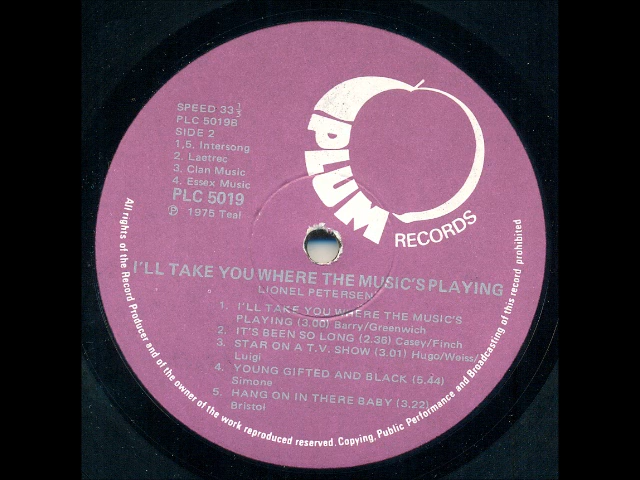 SPEED 33 1/3
PLC 5019B
SIDE 2
1,5. Intersong
2. Laetrec
3. Clan Music
4. Essex Music
PLC 5019
℗ 1975 Teal
PLUM
RECORDS
I'LL TAKE YOU WHERE THE MUSIC'S PLAYING
LIONEL PETERSEN
1. I'LL TAKE YOU WHERE THE MUSIC'S
PLAYING (3.00) Barry/Greenwich
2. IT'S BEEN SO LONG (2.38) Casey/Finch
3. STAR ON A T.V. SHOW (3.01) Hugo/Weiss/
Luigi
4. YOUNG GIFTED AND BLACK (5.44)
Simone
5. HANG ON IN THERE BABY (3.22)
Bristol
All rights of the Record Producer and of the owner of the work reproduced reserved. Copying, Public Performance and Broadcasting of this record prohibited